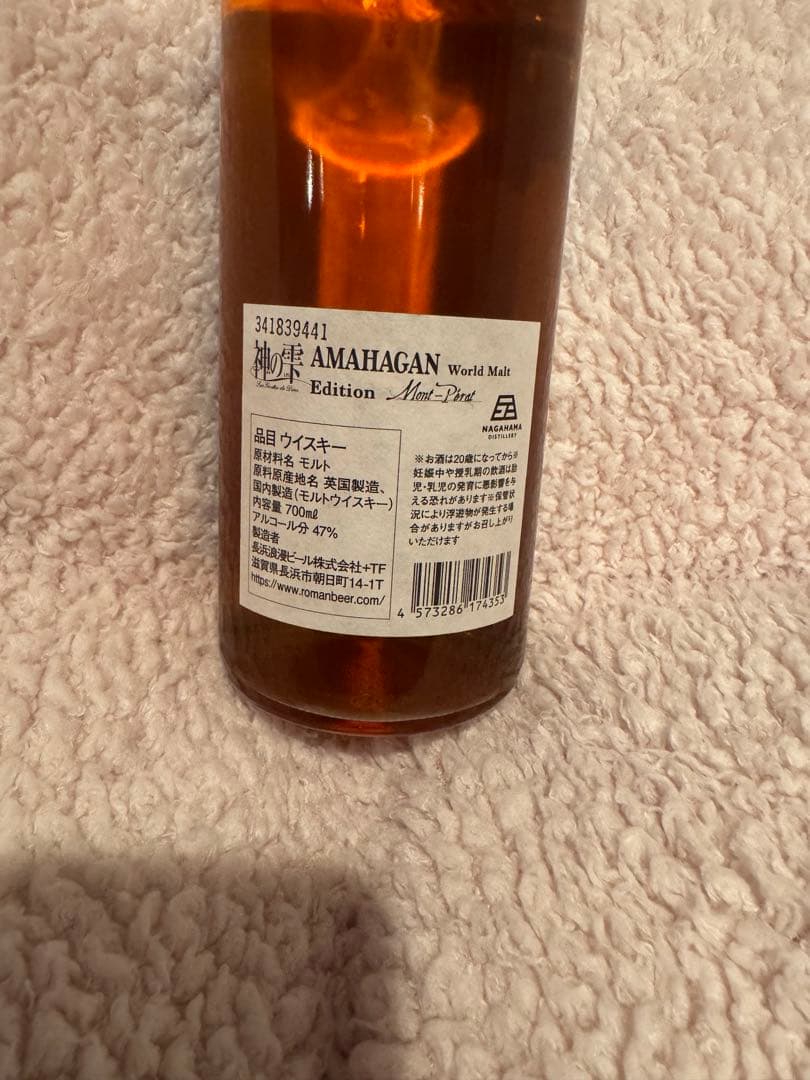 341839441
神の雫 AMAHAGAN World Malt
Edition Mont-Pérat
NAGAHAMA
DISTILLERY
品目 ウイスキー
原材料名 モルト
原料原産地名 英国製造、
国内製造(モルトウイスキー)
内容量 700㎖
アルコール分 47%
製造者
長浜浪漫ビール株式会社+TF
滋賀県長浜市朝日町14-1T
https://www.romanbeer.com/
※お酒は20歳になってから※
妊娠中や授乳期の飲酒は胎
児・乳児の発育に悪影響を与
える恐れがあります※保管状
況により浮遊物が発生する場
合がありますがお召し上がり
いただけます
4 573286 174353